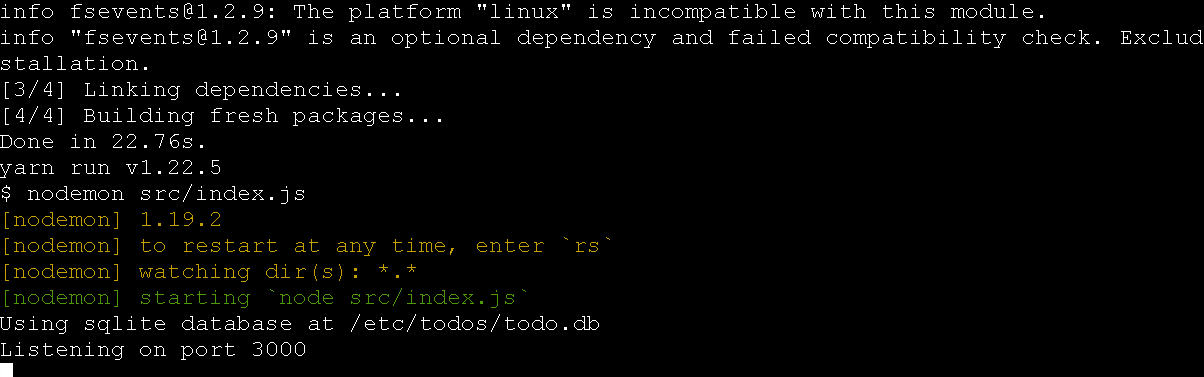 info fsevents@1.2.9: The platform "linux" is incompatible with this module.
info "fsevents@1.2.9" is an optional dependency and failed compatibility check. Exclud
stallation.
[3/4] Linking dependencies...
[4/4] Building fresh packages...
Done in 22.76s.
yarn run v1.22.5
$ nodemon src/index.js
[nodemon] 1.19.2
[nodemon] to restart at any time, enter `rs`
[nodemon] watching dir(s): *.*
[nodemon] starting `node src/index.js`
Using sqlite database at /etc/todos/todo.db
Listening on port 3000